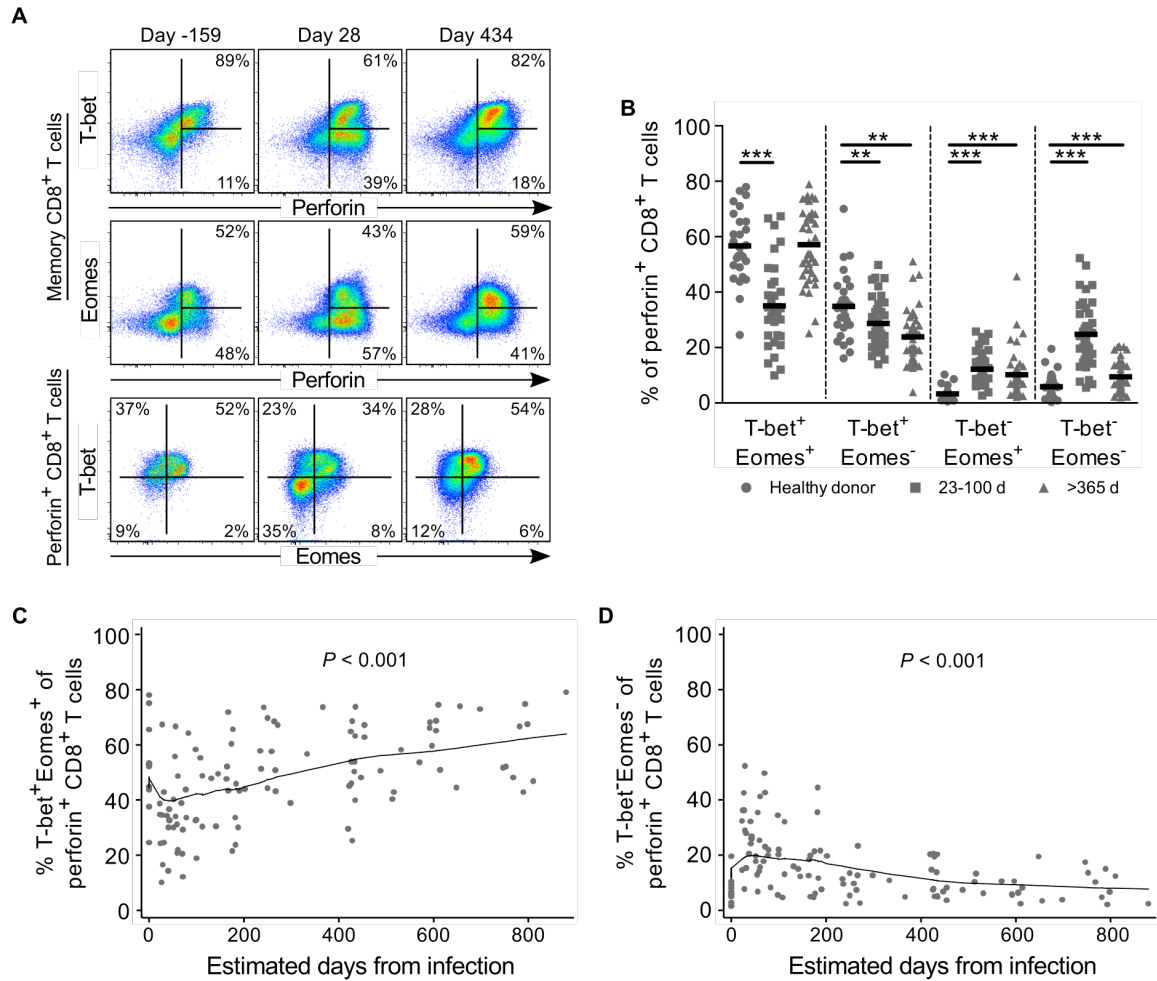 A
Day -159 Day 28 Day 434
Memory CD8+ T cells
T-bet
89% 61% 82%
11% 39% 18%
Perforin
Eomes
52% 43% 59%
48% 57% 41%
Perforin
Perforin+ CD8+ T cells
T-bet
37% 52% 23% 34% 28% 54%
9% 2% 35% 8% 12% 6%
Eomes
B
% of perforin+ CD8+ T cells
100
80
60
40
20
0
*** ** ** *** *** *** ***
T-bet+ T-bet+ T-bet- T-bet-
Eomes+ Eomes- Eomes+ Eomes-
Healthy donor 23-100 d >365 d
C
% T-bet+Eomes+ of
perforin+ CD8+ T cells
P < 0.001
100
80
60
40
20
0
0 200 400 600 800
Estimated days from infection
D
% T-bet-Eomes- of
perforin+ CD8+ T cells
P < 0.001
100
80
60
40
20
0
0 200 400 600 800
Estimated days from infection